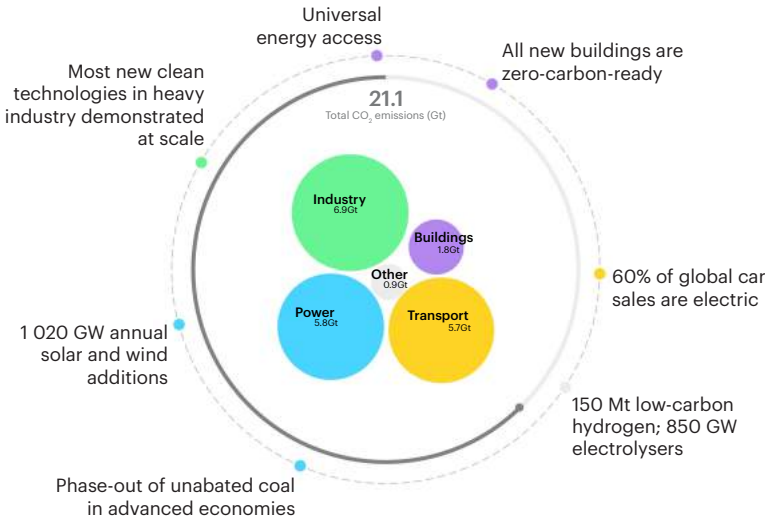 Universal
energy access
All new buildings are
zero-carbon-ready
Most new clean
technologies in heavy
industry demonstrated
at scale
21.1
Total CO₂ emissions (Gt)
Industry
6.9Gt
Buildings
1.8Gt
Other
0.9Gt
Power
5.8Gt
Transport
5.7Gt
60% of global car
sales are electric
1 020 GW annual
solar and wind
additions
150 Mt low-carbon
hydrogen; 850 GW
electrolysers
Phase-out of unabated coal
in advanced economies